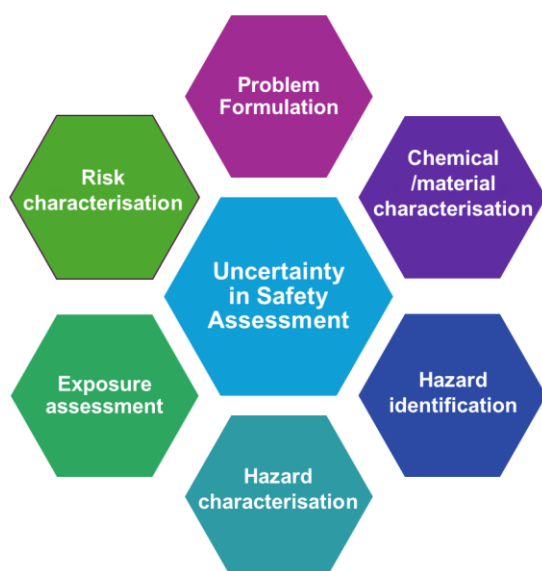 Problem
Formulation
Chemical
/material
characterisation
Risk
characterisation
Uncertainty
in Safety
Assessment
Hazard
identification
Exposure
assessment
Hazard
characterisation